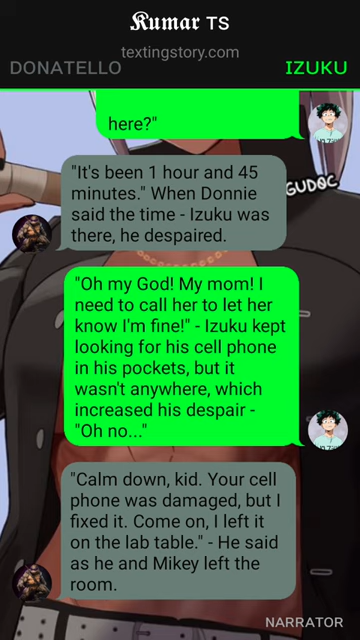 Kumar TS
textingstory.com
DONATELLO
IZUKU
here?"
"It's been 1 hour and 45
minutes." When Donnie
said the time - Izuku was
there, he despaired.
GUDOC
"Oh my God! My mom! I
need to call her to let her
know I'm fine!" - Izuku kept
looking for his cell phone
in his pockets, but it
wasn't anywhere, which
increased his despair -
"Oh no..."
"Calm down, kid. Your cell
phone was damaged, but I
fixed it. Come on, I left it
on the lab table." - He said
as he and Mikey left the
room.
NARRATOR